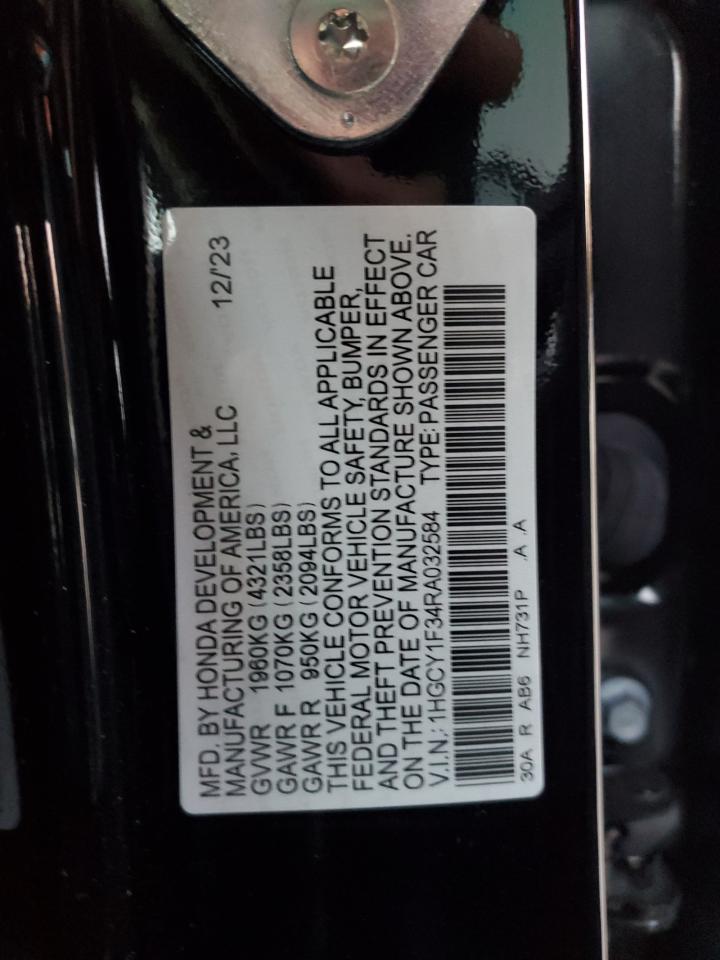 MFD. BY HONDA DEVELOPMENT &
MANUFACTURING OF AMERICA, LLC 12/'23
GVWR 1960KG (4321LBS)
GAWR F 1070KG (2358LBS)
GAWR R 950KG (2094LBS)
THIS VEHICLE CONFORMS TO ALL APPLICABLE
FEDERAL MOTOR VEHICLE SAFETY, BUMPER,
AND THEFT PREVENTION STANDARDS IN EFFECT
ON THE DATE OF MANUFACTURE SHOWN ABOVE.
V.I.N.: 1HGCY1F34RA032584 TYPE: PASSENGER CAR
30A R AB6 NH731P .A .A